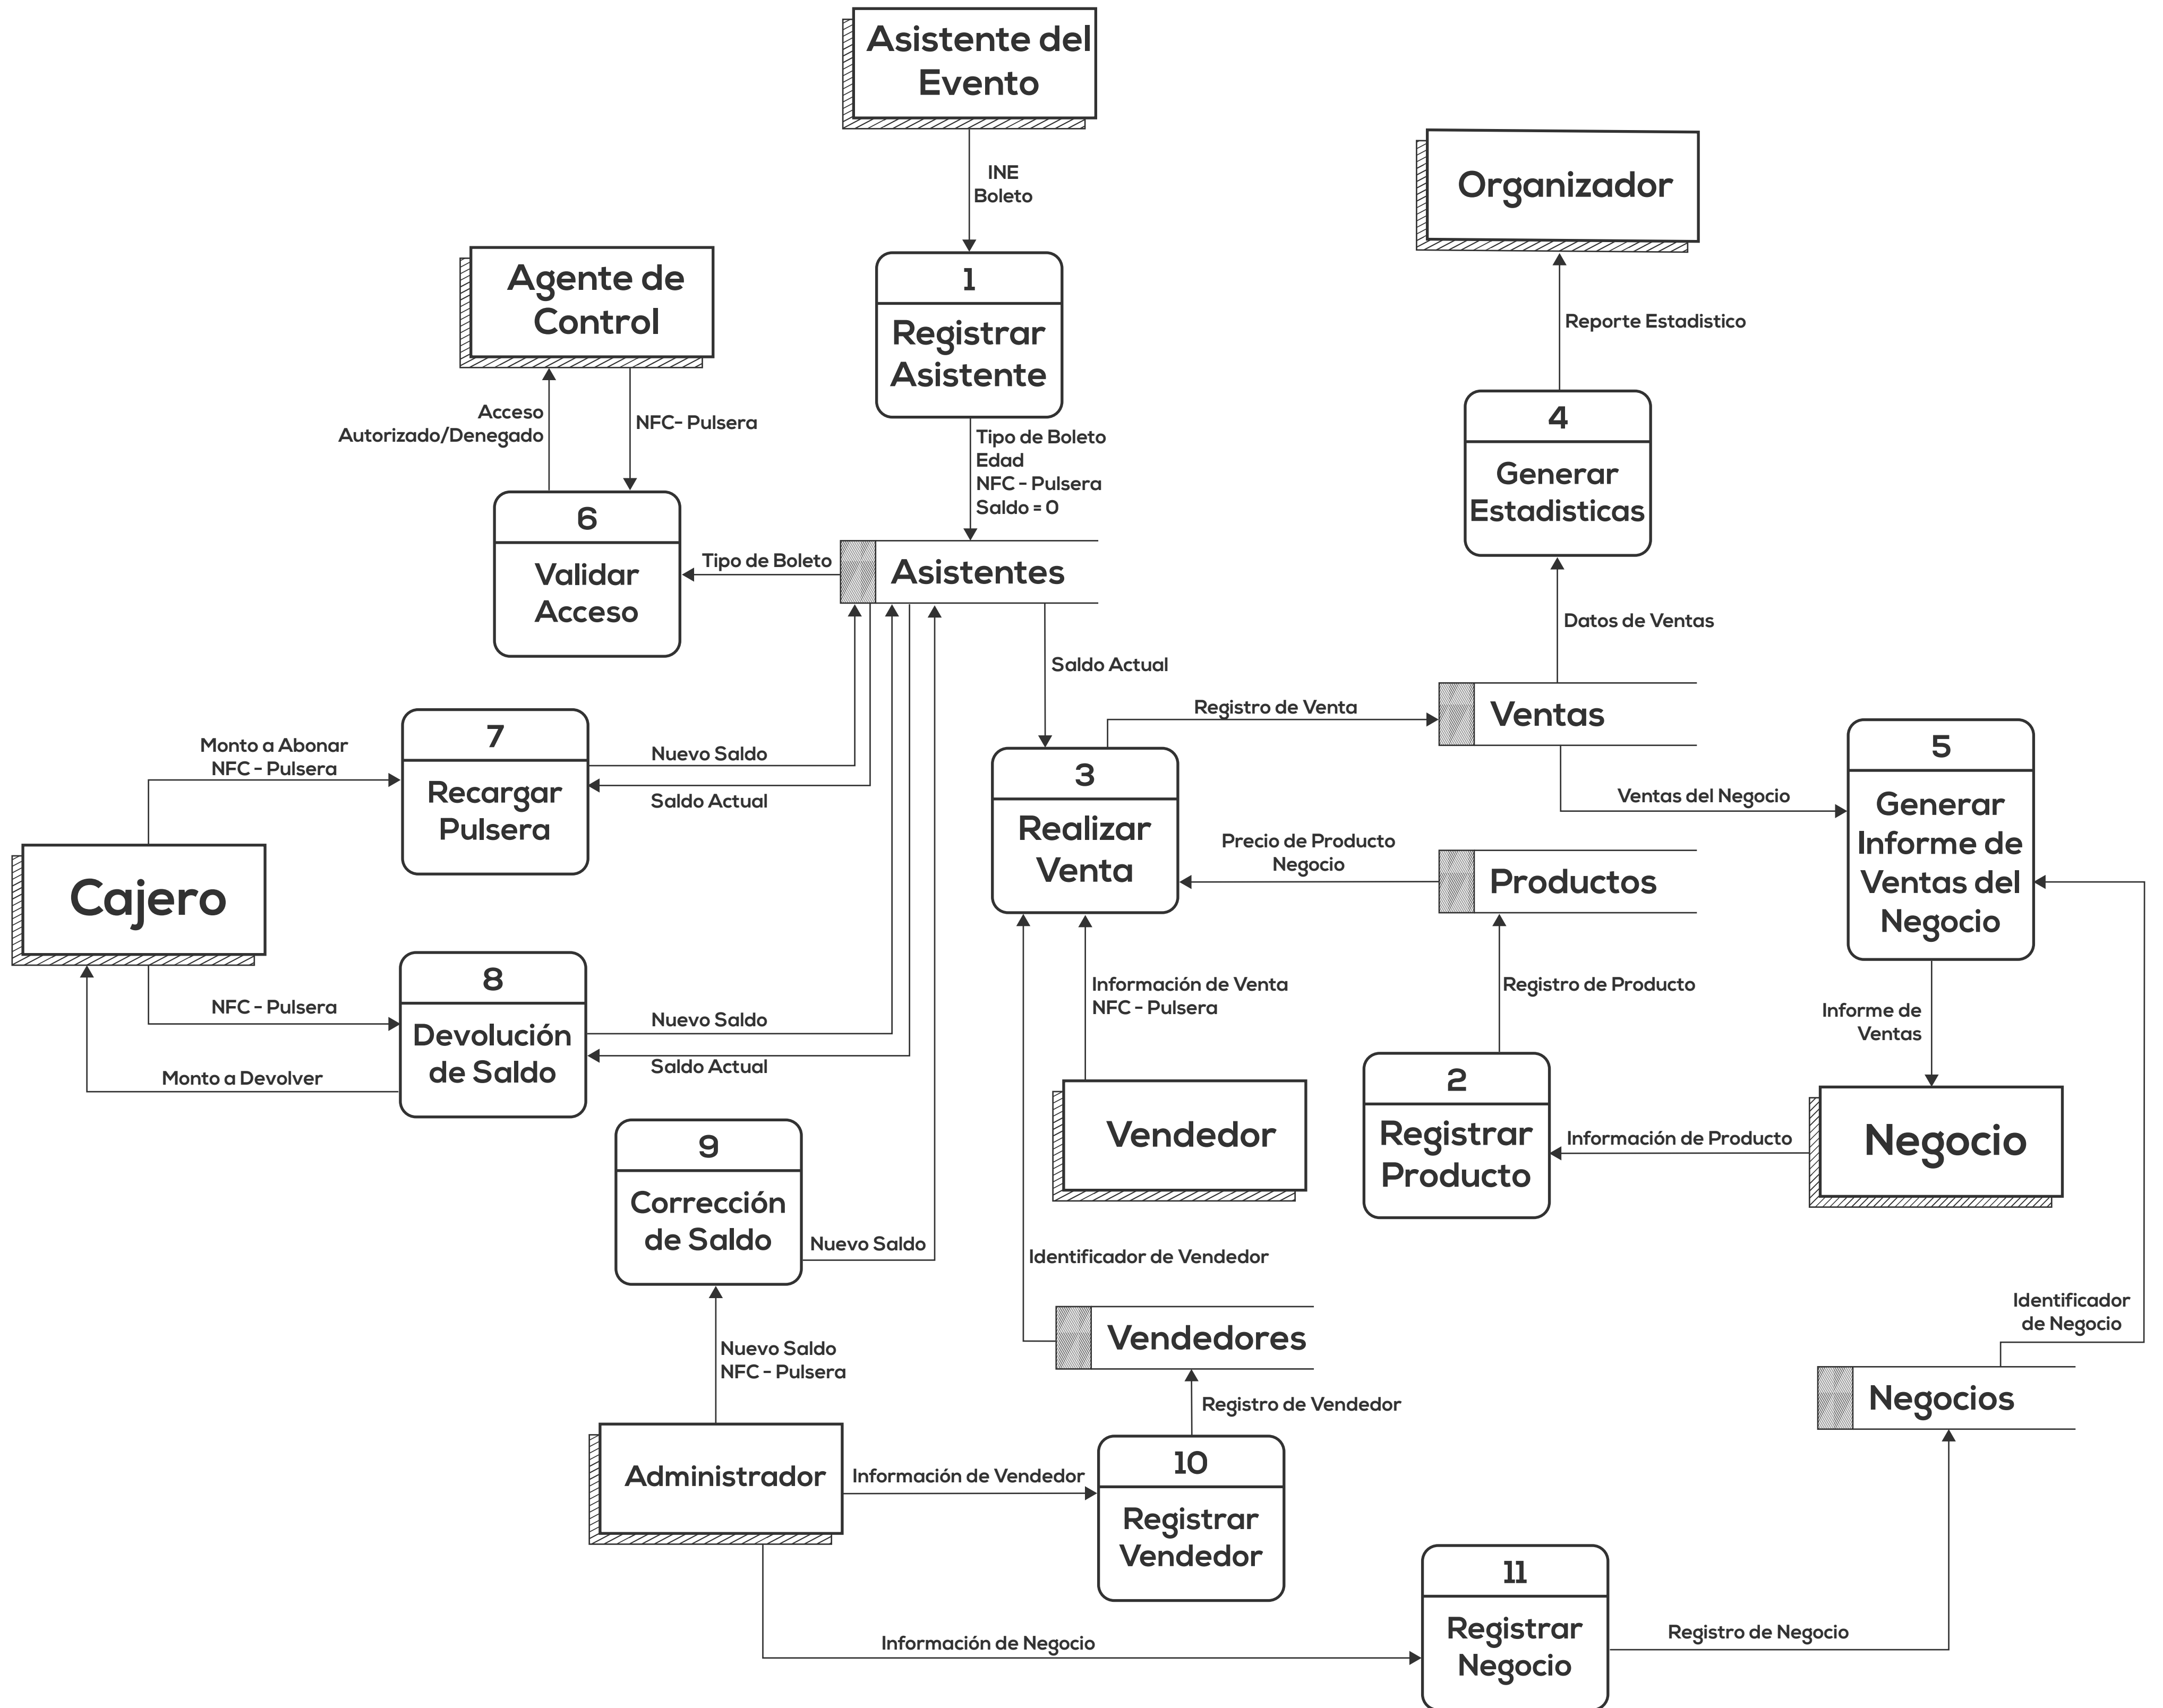 Asistente del
Evento
INE
Boleto
Organizador
Agente de
Control
1
Registrar
Asistente
Reporte Estadistico
Acceso
Autorizado/Denegado
NFC- Pulsera
Tipo de Boleto
Edad
NFC - Pulsera
Saldo = 0
4
Generar
Estadisticas
6
Validar
Acceso
Tipo de Boleto
Asistentes
Datos de Ventas
Saldo Actual
Registro de Venta
Ventas
7
Recargar
Pulsera
Monto a Abonar
NFC - Pulsera
Nuevo Saldo
Saldo Actual
3
Realizar
Venta
5
Generar
Informe de
Ventas del
Negocio
Ventas del Negocio
Precio de Producto
Negocio
Productos
Cajero
8
Devolución
de Saldo
NFC - Pulsera
Nuevo Saldo
Saldo Actual
Monto a Devolver
Información de Venta
NFC - Pulsera
Registro de Producto
Informe de
Ventas
2
Registrar
Producto
Vendedor
Información de Producto
Negocio
9
Corrección
de Saldo
Nuevo Saldo
Identificador de Vendedor
Identificador
de Negocio
Vendedores
Nuevo Saldo
NFC - Pulsera
Registro de Vendedor
Negocios
Administrador
Información de Vendedor
10
Registrar
Vendedor
11
Registrar
Negocio
Información de Negocio
Registro de Negocio